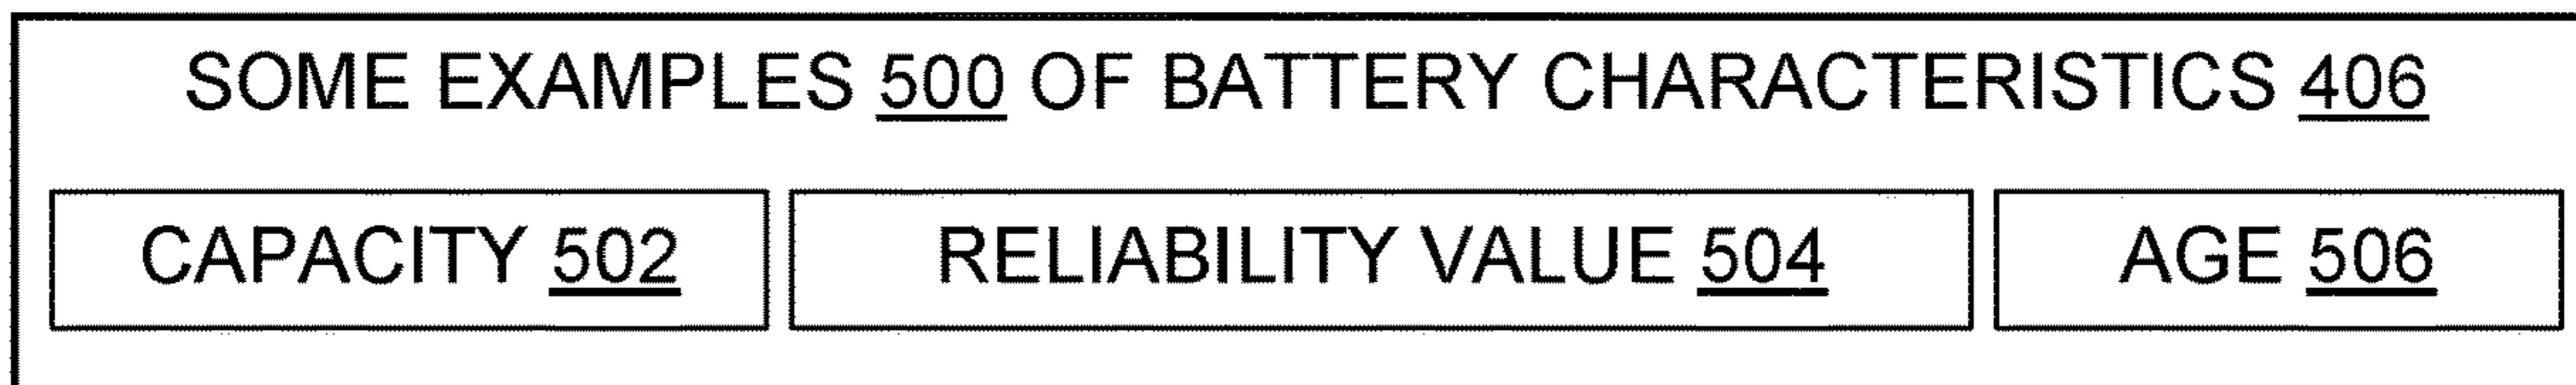 SOME EXAMPLES 500 OF BATTERY CHARACTERISTICS 406
CAPACITY 502
RELIABILITY VALUE 504
AGE 506